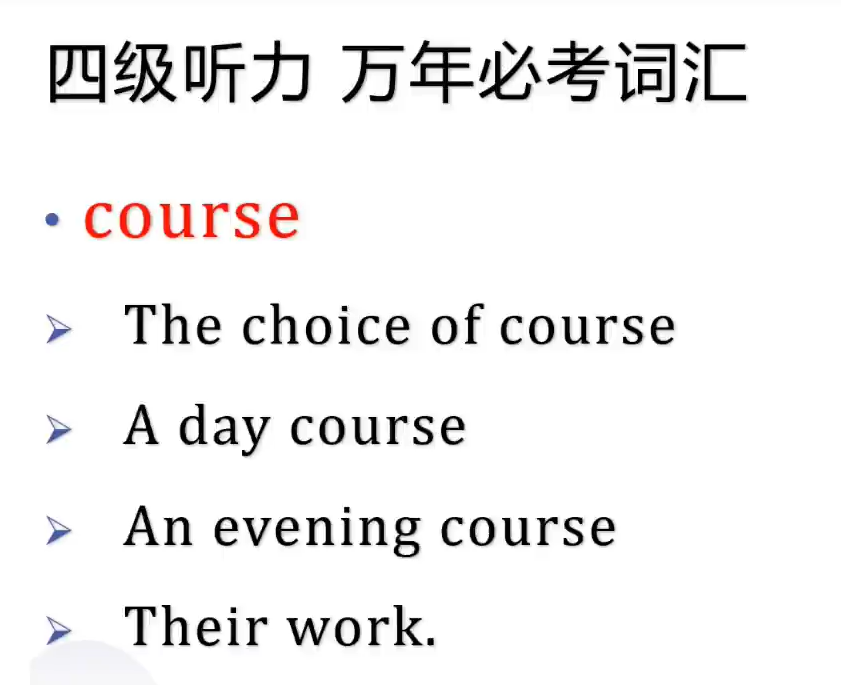 四级听力 万年必考词汇
• course
➢ The choice of course
➢ A day course
➢ An evening course
➢ Their work.